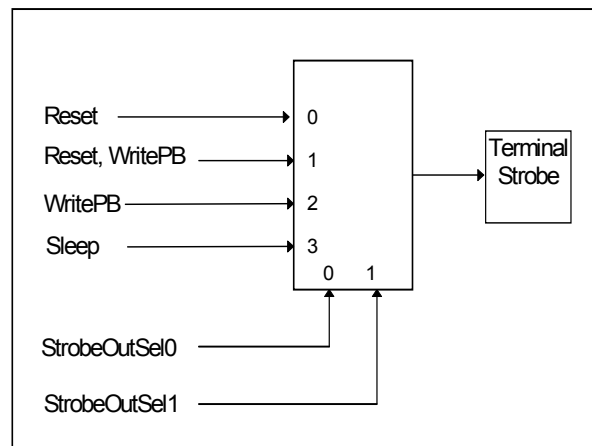 Reset
0
Reset, WritePB
1
Terminal
Strobe
WritePB
2
Sleep
3
0 1
StrobeOutSel0
StrobeOutSel1